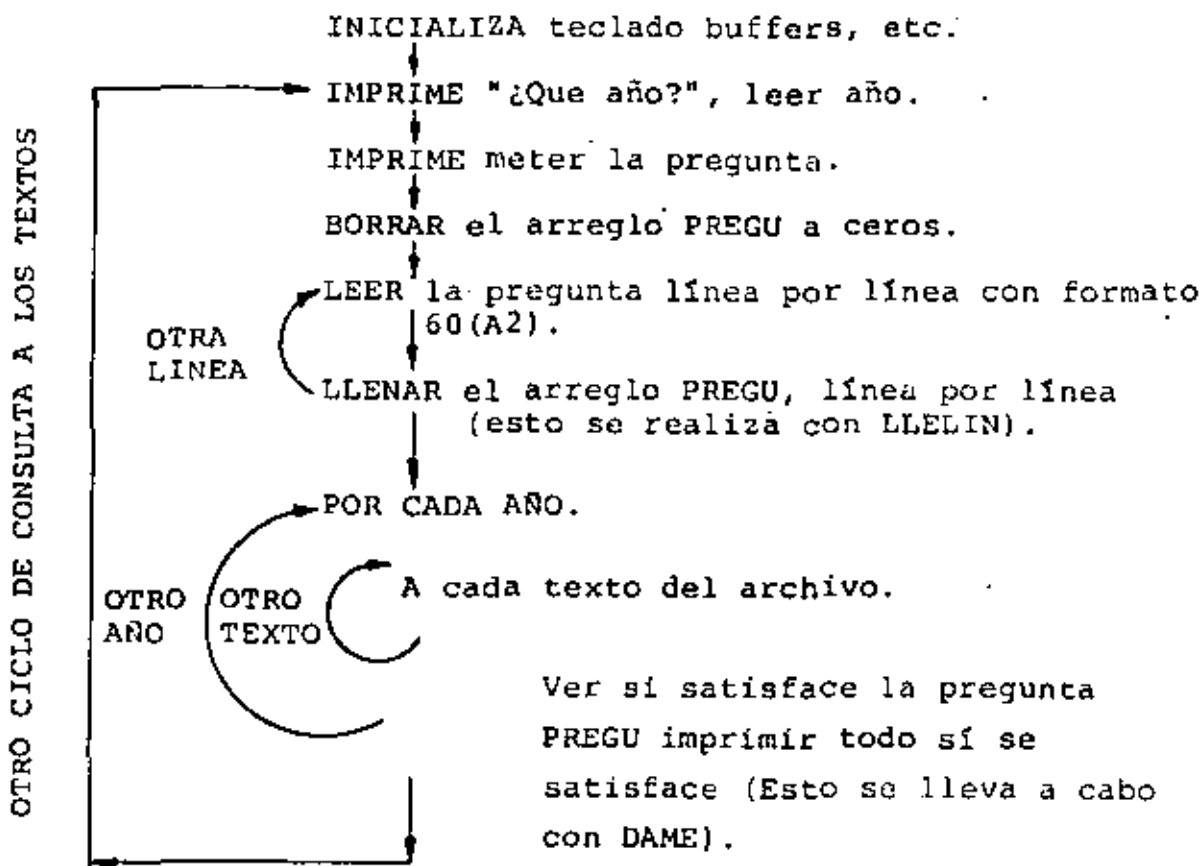 INICIALIZA teclado buffers, etc.
IMPRIME "¿Que año?", leer año.
IMPRIME meter la pregunta.
BORRAR el arreglo PREGU a ceros.
LEER la pregunta línea por línea con formato
60(A2).
OTRA
LINEA
LLENAR el arreglo PREGU, línea por línea
(esto se realiza con LLELIN).
POR CADA AÑO.
A cada texto del archivo.
OTRO
AÑO
OTRO
TEXTO
Ver sí satisface la pregunta
PREGU imprimir todo sí se
satisface (Esto se lleva a cabo
con DAME).
OTRO CICLO DE CONSULTA A LOS TEXTOS